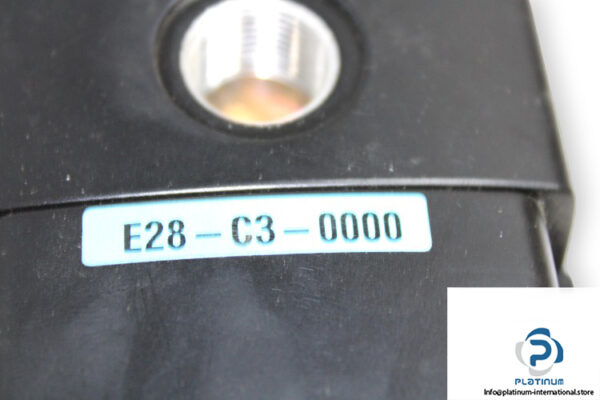 E28-C3-0000
PLATINUM
Info@platinum-international.store